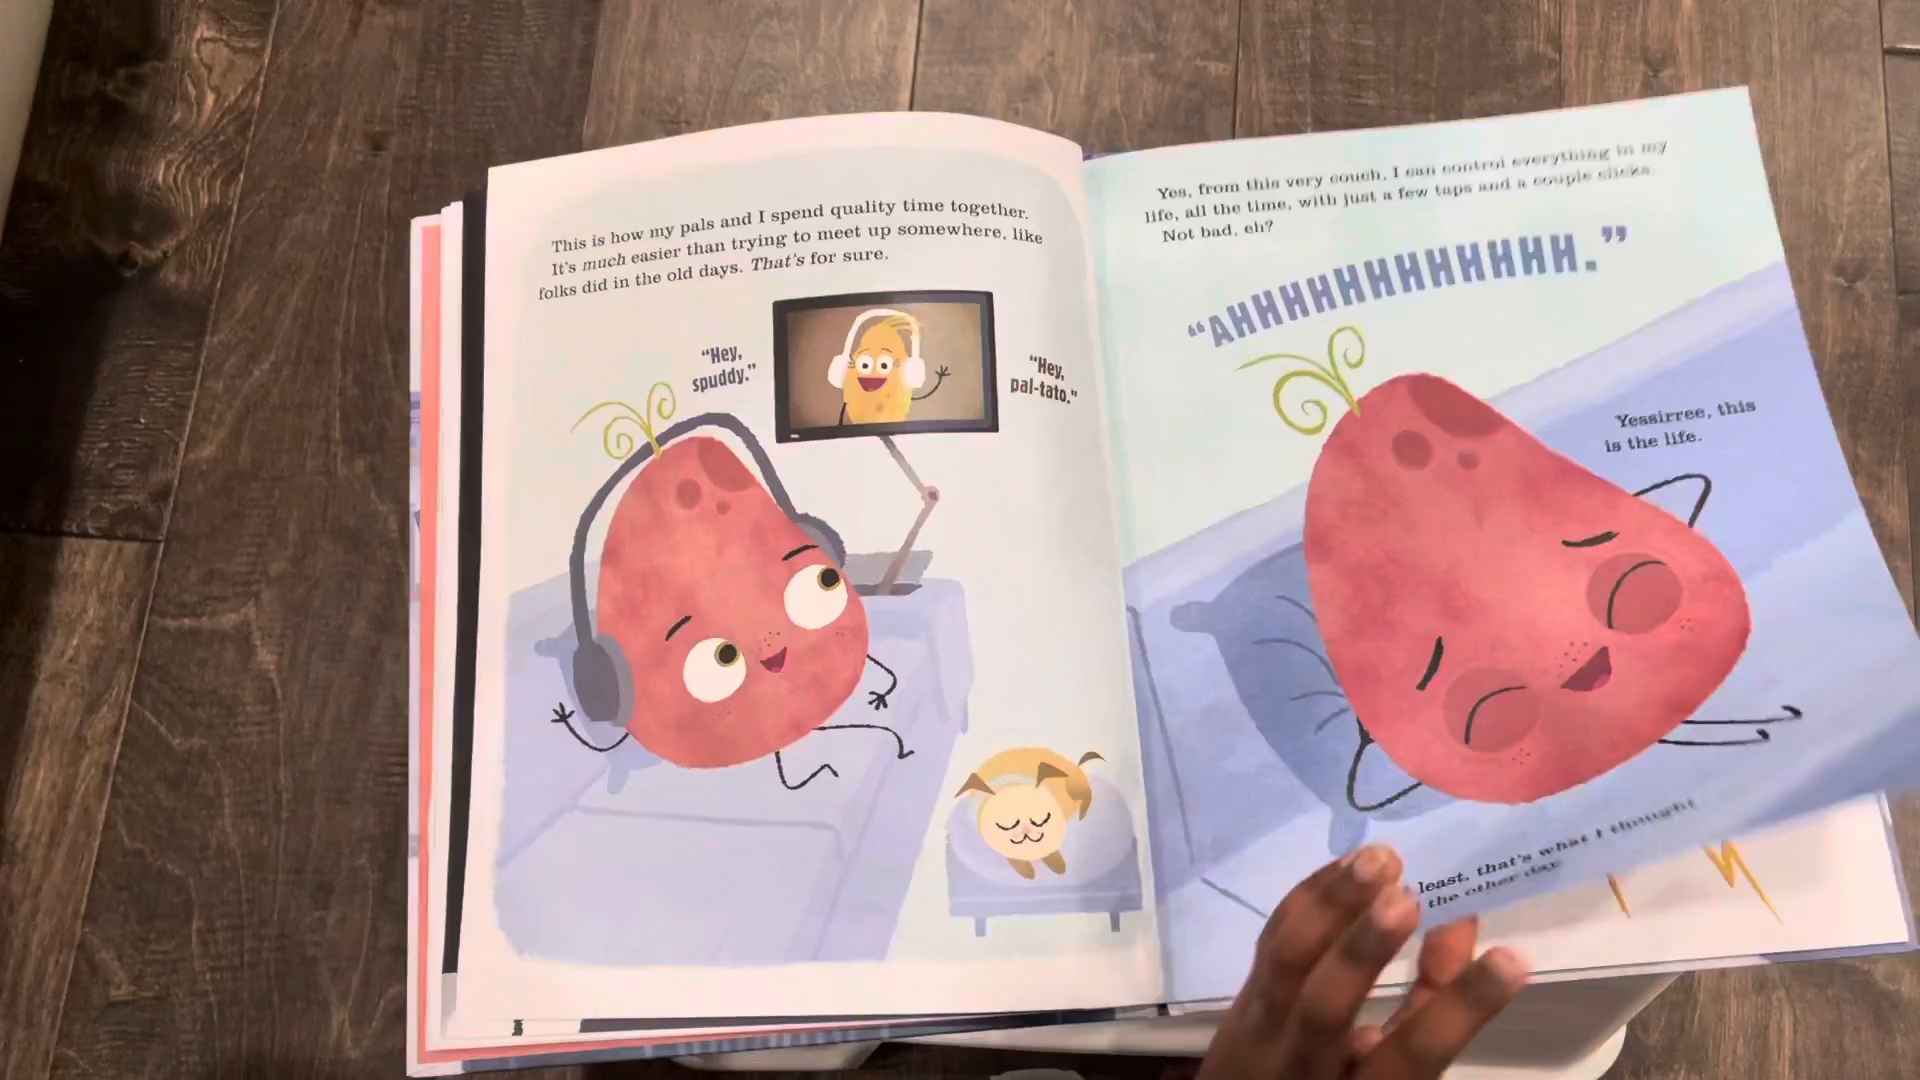 This is how my pals and I spend quality time together.
It's much easier than trying to meet up somewhere, like
folks did in the old days. That's for sure.
“Hey,
spuddy.”
“Hey,
pal-tato.”
Yes, from this very couch, I can control everything in my
life, all the time, with just a few taps and a couple clicks.
Not bad, eh?
“AHHHHHHHHHHHH.”
Yessirree, this
is the life.
least, that's what I thought
the other day